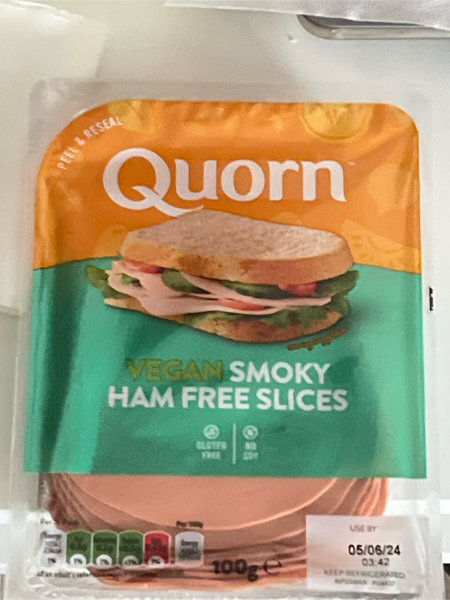 PEEL & RESEAL
Quorn™
VEGAN SMOKY
HAM FREE SLICES
GLUTEN FREE
NO SOY
Per 100g
100g ℮
USE BY
05/06/24
03:42
KEEP REFRIGERATED